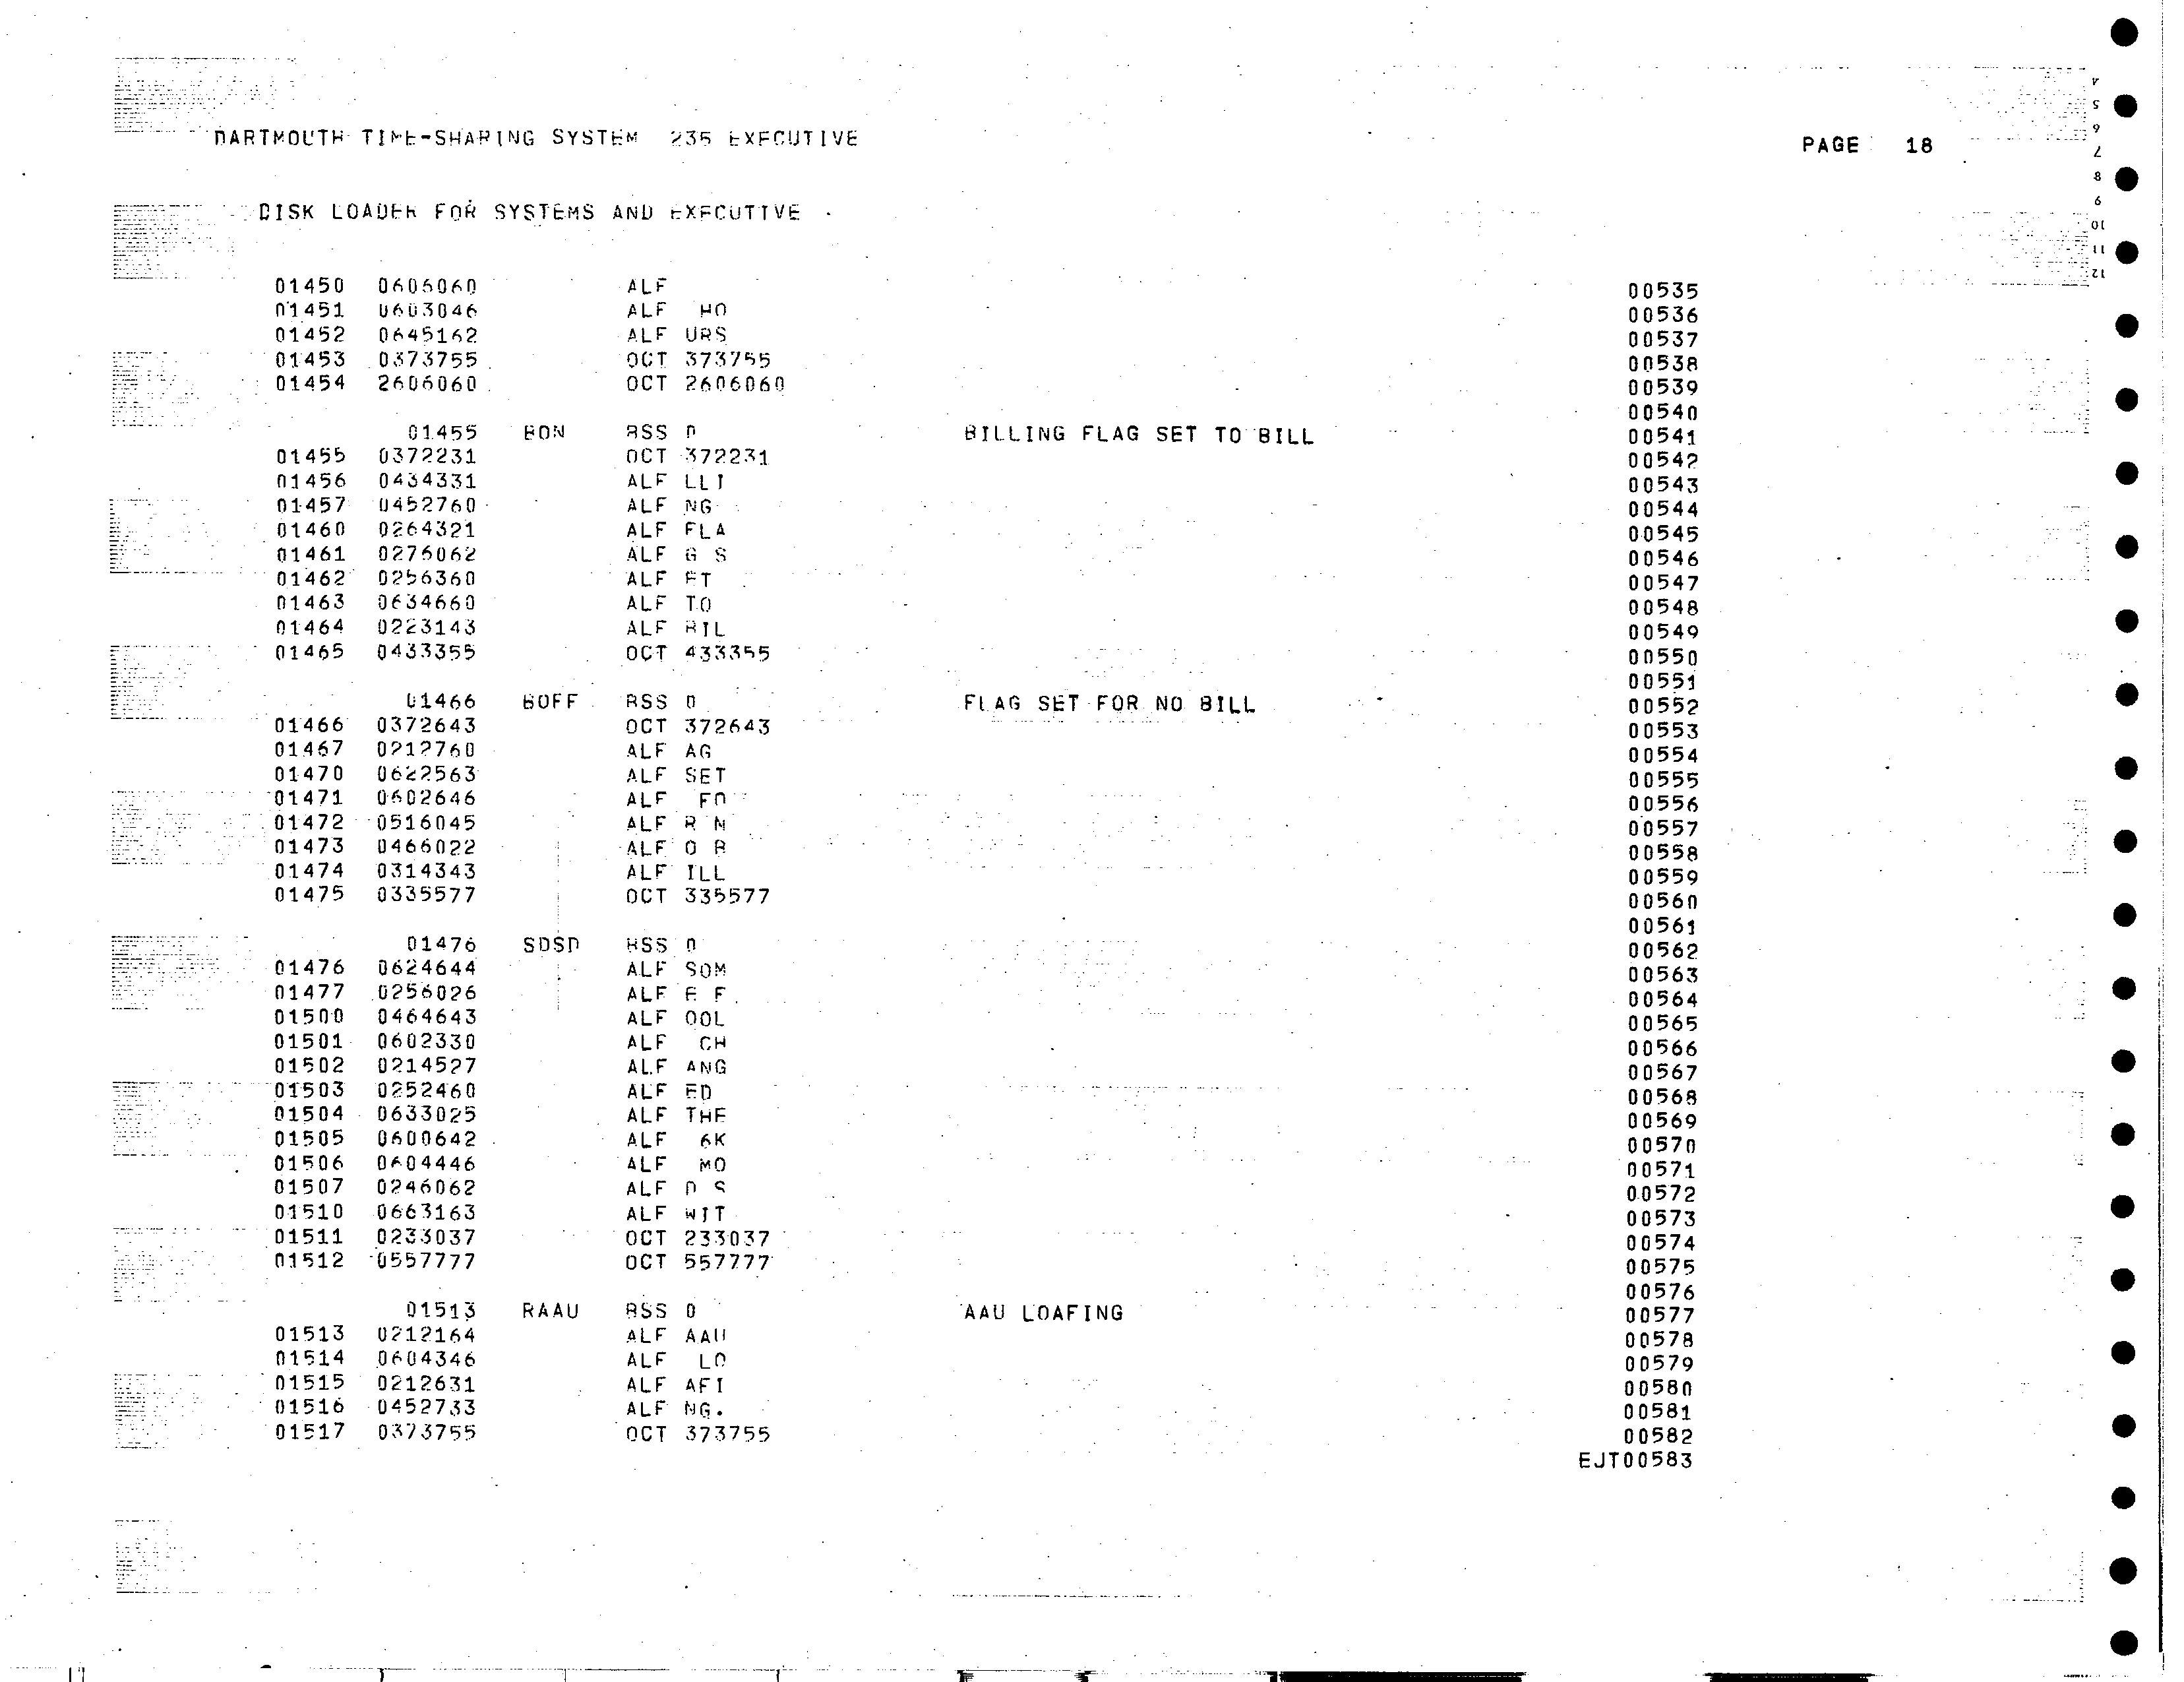 DARTMOUTH TIME-SHARING SYSTEM 235 EXECUTIVE PAGE 18
DISK LOADER FOR SYSTEMS AND EXECUTIVE
01450 0606060 ALF 00535
01451 0603046 ALF HO 00536
01452 0645162 ALF URS 00537
01453 0373755 OCT 373755 00538
01454 2606060 OCT 2606060 00539
00540
01455 BON BSS 0 BILLING FLAG SET TO BILL 00541
01455 0372231 OCT 372231 00542
01456 0434331 ALF LLI 00543
01457 0452760 ALF NG 00544
01460 0264321 ALF FLA 00545
01461 0276062 ALF G S 00546
01462 0256360 ALF ET 00547
01463 0634660 ALF TO 00548
01464 0223143 ALF BIL 00549
01465 0433355 OCT 433355 00550
00551
01466 BOFF BSS 0 FLAG SET FOR NO BILL 00552
01466 0372643 OCT 372643 00553
01467 0212760 ALF AG 00554
01470 0622563 ALF SET 00555
01471 0602646 ALF FO 00556
01472 0516045 ALF R N 00557
01473 0466022 ALF O B 00558
01474 0314343 ALF ILL 00559
01475 0335577 OCT 335577 00560
00561
01476 SDSD BSS 0 00562
01476 0624644 ALF SOM 00563
01477 0256026 ALF E F 00564
01500 0464643 ALF OOL 00565
01501 0602330 ALF CH 00566
01502 0214527 ALF ANG 00567
01503 0252460 ALF ED 00568
01504 0633025 ALF THE 00569
01505 0600642 ALF 6K 00570
01506 0604446 ALF MO 00571
01507 0246062 ALF D S 00572
01510 0663163 ALF WIT 00573
01511 0233037 OCT 233037 00574
01512 0557777 OCT 557777 00575
00576
01513 RAAU BSS 0 AAU LOAFING 00577
01513 0212164 ALF AAU 00578
01514 0604346 ALF LO 00579
01515 0212631 ALF AFI 00580
01516 0452733 ALF NG. 00581
01517 0373755 OCT 373755 00582
EJT00583
5
6
7
8
9
10
11
12